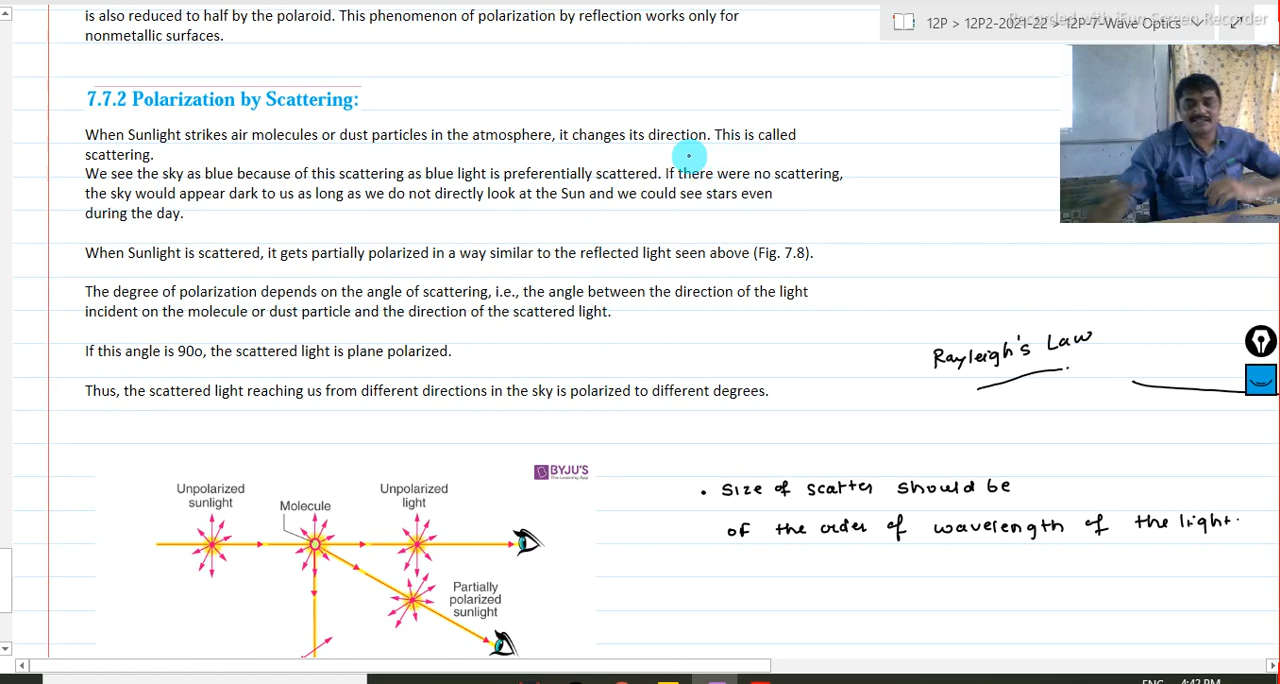 is also reduced to half by the polaroid. This phenomenon of polarization by reflection works only for
nonmetallic surfaces.
12P > 12P2-2021-22 > 12P-7-Wave Optics
Recorded with iFun Screen Recorder
7.7.2 Polarization by Scattering:
When Sunlight strikes air molecules or dust particles in the atmosphere, it changes its direction. This is called
scattering.
We see the sky as blue because of this scattering as blue light is preferentially scattered. If there were no scattering,
the sky would appear dark to us as long as we do not directly look at the Sun and we could see stars even
during the day.
When Sunlight is scattered, it gets partially polarized in a way similar to the reflected light seen above (Fig. 7.8).
The degree of polarization depends on the angle of scattering, i.e., the angle between the direction of the light
incident on the molecule or dust particle and the direction of the scattered light.
If this angle is 90o, the scattered light is plane polarized.
Rayleigh's Law
Thus, the scattered light reaching us from different directions in the sky is polarized to different degrees.
BYJU'S
The Learning App
Unpolarized
sunlight
Molecule
Unpolarized
light
Partially
polarized
sunlight
• Size of scatter should be
of the order of wavelength of the light.
ENG 4:42 PM